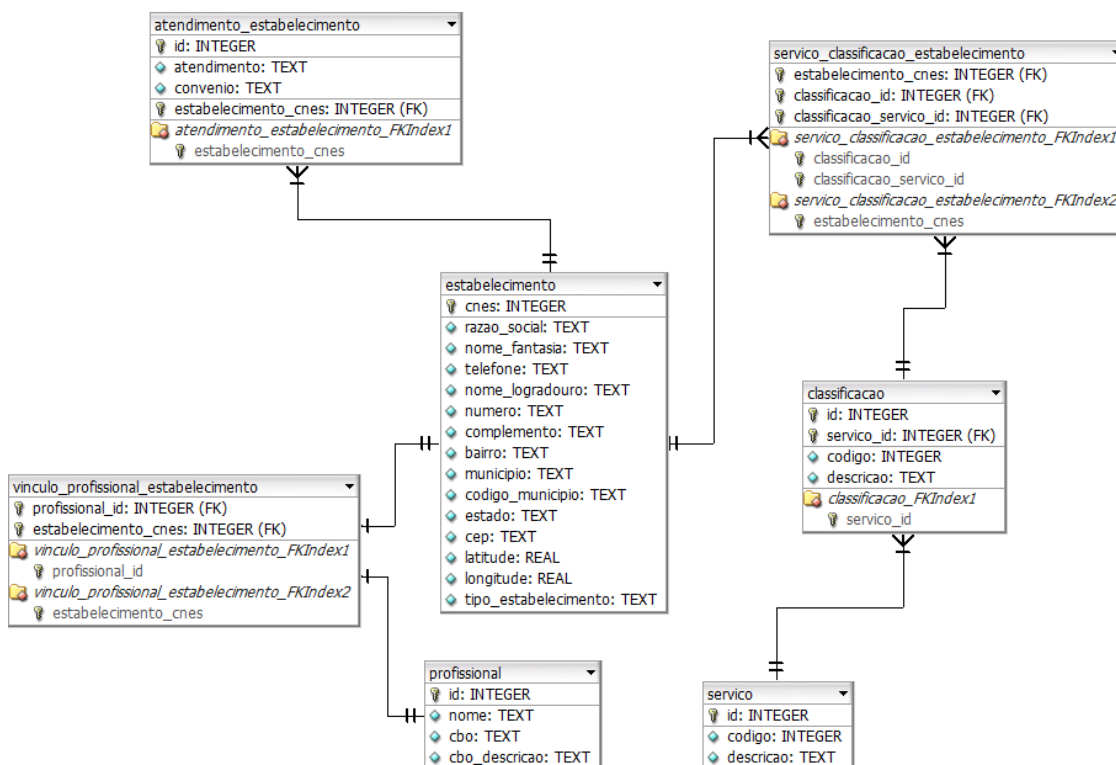 atendimento_estabelecimento
id: INTEGER
atendimento: TEXT
convenio: TEXT
estabelecimento_cnes: INTEGER (FK)
atendimento_estabelecimento_FKIndex1
estabelecimento_cnes
servico_classificacao_estabelecimento
estabelecimento_cnes: INTEGER (FK)
classificacao_id: INTEGER (FK)
classificacao_servico_id: INTEGER (FK)
servico_classificacao_estabelecimento_FKIndex1
classificacao_id
classificacao_servico_id
servico_classificacao_estabelecimento_FKIndex2
estabelecimento_cnes
estabelecimento
cnes: INTEGER
razao_social: TEXT
nome_fantasia: TEXT
telefone: TEXT
nome_logradouro: TEXT
numero: TEXT
complemento: TEXT
bairro: TEXT
municipio: TEXT
codigo_municipio: TEXT
estado: TEXT
cep: TEXT
latitude: REAL
longitude: REAL
tipo_estabelecimento: TEXT
classificacao
id: INTEGER
servico_id: INTEGER (FK)
codigo: INTEGER
descricao: TEXT
classificacao_FKIndex1
servico_id
vinculo_profissional_estabelecimento
profissional_id: INTEGER (FK)
estabelecimento_cnes: INTEGER (FK)
vinculo_profissional_estabelecimento_FKIndex1
profissional_id
vinculo_profissional_estabelecimento_FKIndex2
estabelecimento_cnes
profissional
id: INTEGER
nome: TEXT
cbo: TEXT
cbo_descricao: TEXT
servico
id: INTEGER
codigo: INTEGER
descricao: TEXT